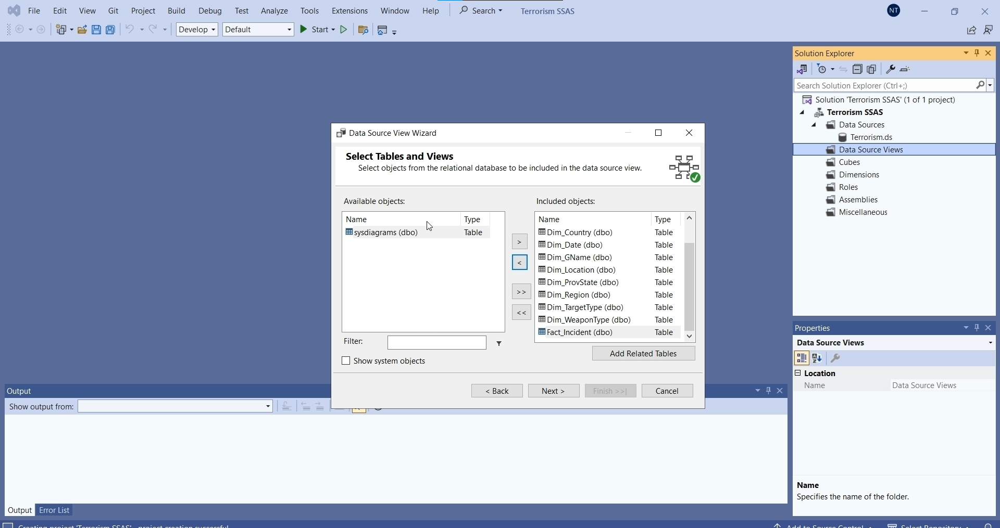 File Edit View Git Project Build Debug Test Analyze Tools Extensions Window Help Search Terrorism SSAS NT
Develop Default Start
Solution Explorer
Search Solution Explorer (Ctrl+;)
Solution 'Terrorism SSAS' (1 of 1 project)
Terrorism SSAS
Data Sources
Terrorism.ds
Data Source Views
Cubes
Dimensions
Roles
Assemblies
Miscellaneous
Data Source View Wizard
Select Tables and Views
Select objects from the relational database to be included in the data source view.
Available objects:
Name Type
sysdiagrams (dbo) Table
>
<
>>
<<
Filter:
Show system objects
Included objects:
Name Type
Dim_Country (dbo) Table
Dim_Date (dbo) Table
Dim_GName (dbo) Table
Dim_Location (dbo) Table
Dim_ProvState (dbo) Table
Dim_Region (dbo) Table
Dim_TargetType (dbo) Table
Dim_WeaponType (dbo) Table
Fact_Incident (dbo) Table
Add Related Tables
< Back Next > Finish >>| Cancel
Properties
Data Source Views
Location
Name Data Source Views
Name
Specifies the name of the folder.
Output
Show output from:
Output Error List
Creating project 'Terrorism SSAS'... project creation successful. Add to Source Control Select Repository